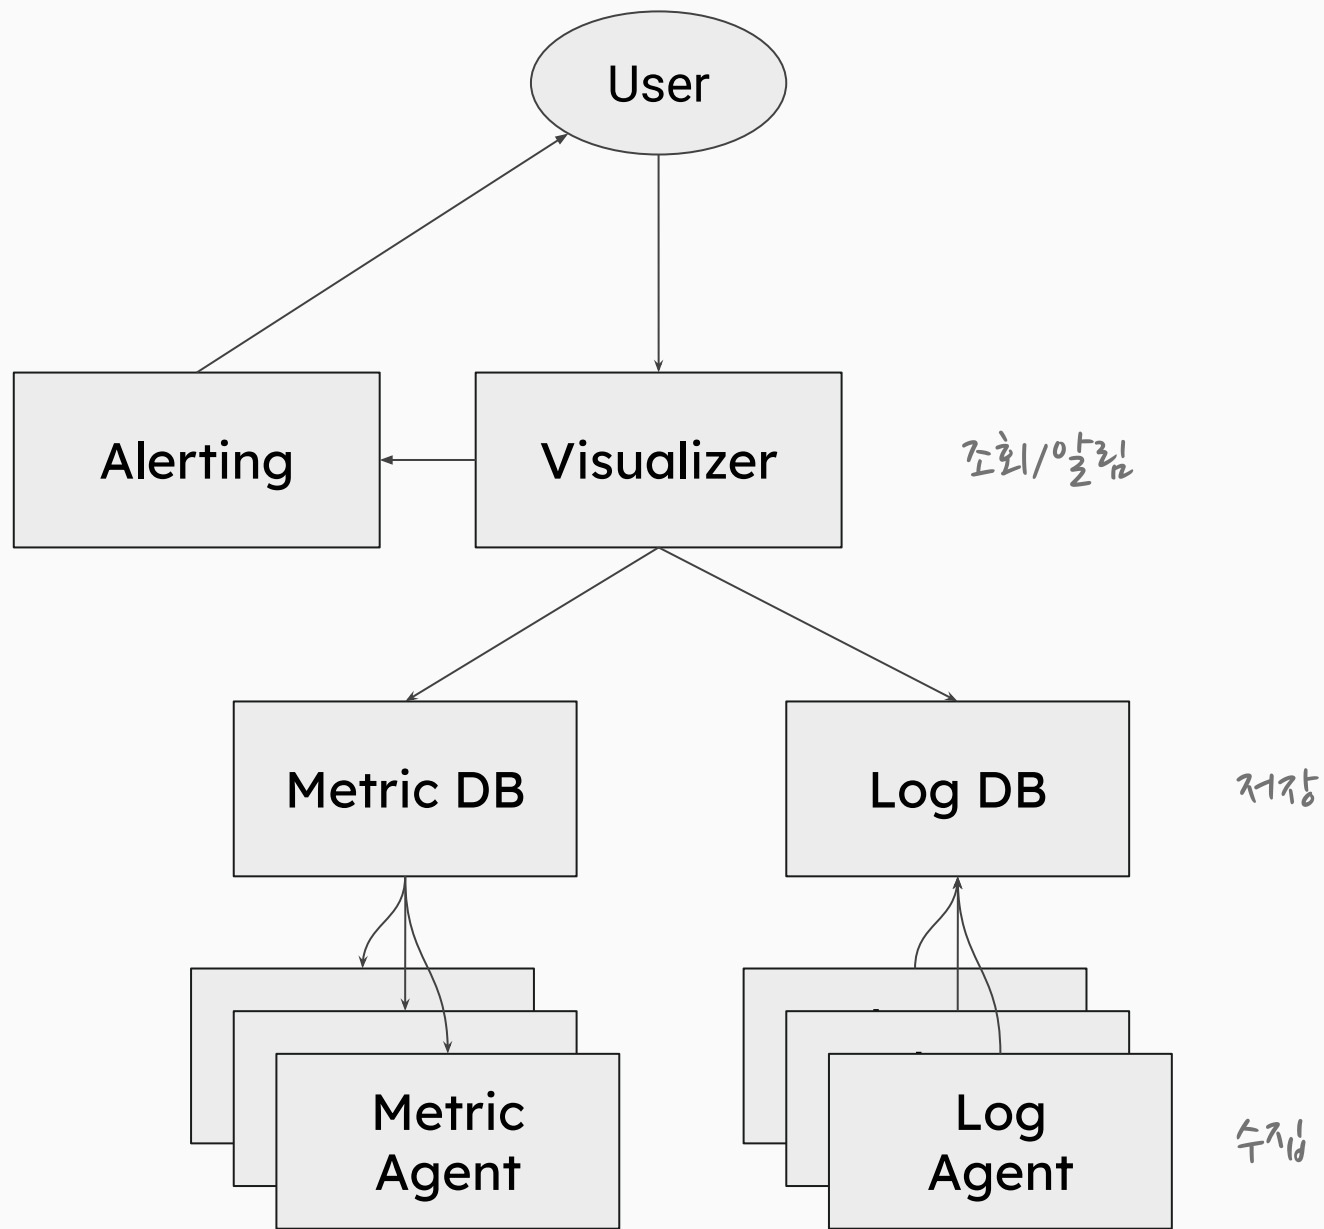 User
Alerting
Visualizer
조회/알림
Metric DB
Log DB
저장
Metric
Agent
Log
Agent
수집